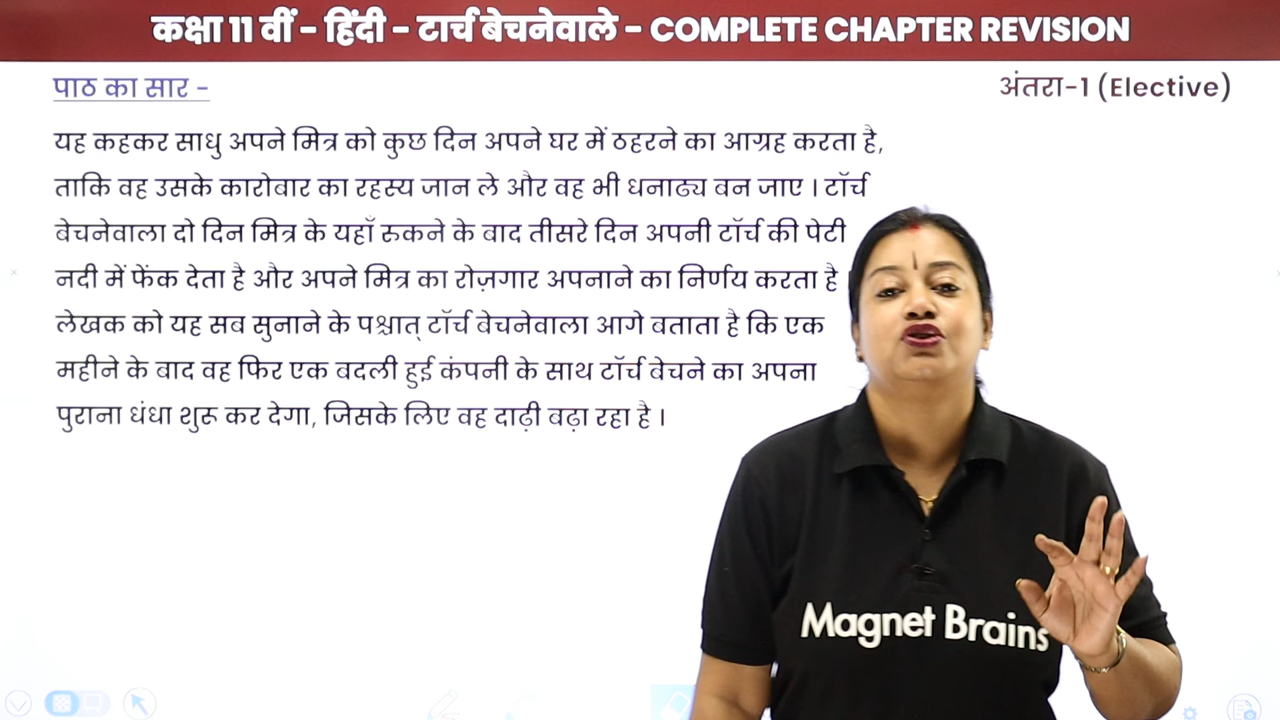 कक्षा 11 वीं – हिंदी – टार्च बेचनेवाले – COMPLETE CHAPTER REVISION
पाठ का सार -
अंतरा-1 (Elective)
यह कहकर साधु अपने मित्र को कुछ दिन अपने घर में ठहरने का आग्रह करता है,
ताकि वह उसके कारोबार का रहस्य जान ले और वह भी धनाढ्य बन जाए । टॉर्च
बेचनेवाला दो दिन मित्र के यहाँ रुकने के बाद तीसरे दिन अपनी टॉर्च की पेटी
नदी में फेंक देता है और अपने मित्र का रोज़गार अपनाने का निर्णय करता है ।
लेखक को यह सब सुनाने के पश्चात् टॉर्च बेचनेवाला आगे बताता है कि एक
महीने के बाद वह फिर एक बदली हुई कंपनी के साथ टॉर्च बेचने का अपना
पुराना धंधा शुरू कर देगा, जिसके लिए वह दाढ़ी बढ़ा रहा है ।
Magnet Brains